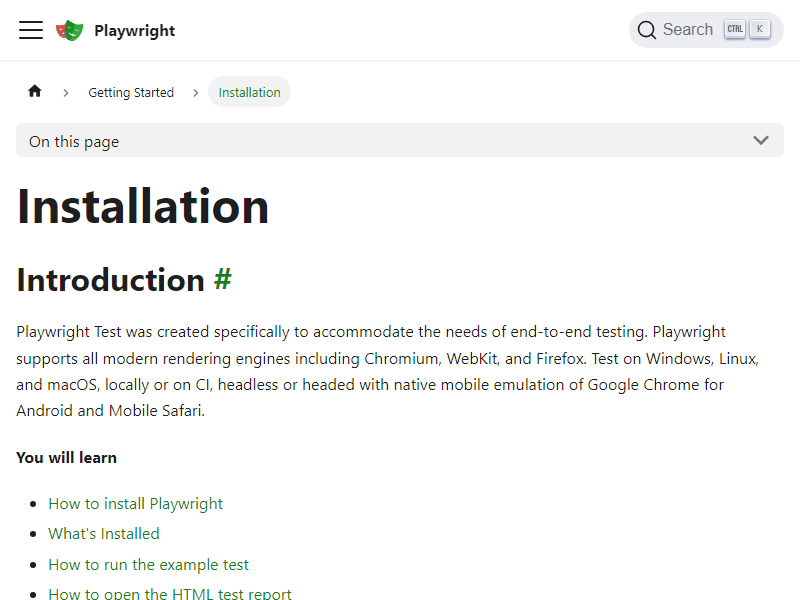 Playwright
Search CTRL K
Getting Started Installation
On this page
Installation
Introduction #
Playwright Test was created specifically to accommodate the needs of end-to-end testing. Playwright
supports all modern rendering engines including Chromium, WebKit, and Firefox. Test on Windows, Linux,
and macOS, locally or on CI, headless or headed with native mobile emulation of Google Chrome for
Android and Mobile Safari.
You will learn
How to install Playwright
What's Installed
How to run the example test
How to open the HTML test report